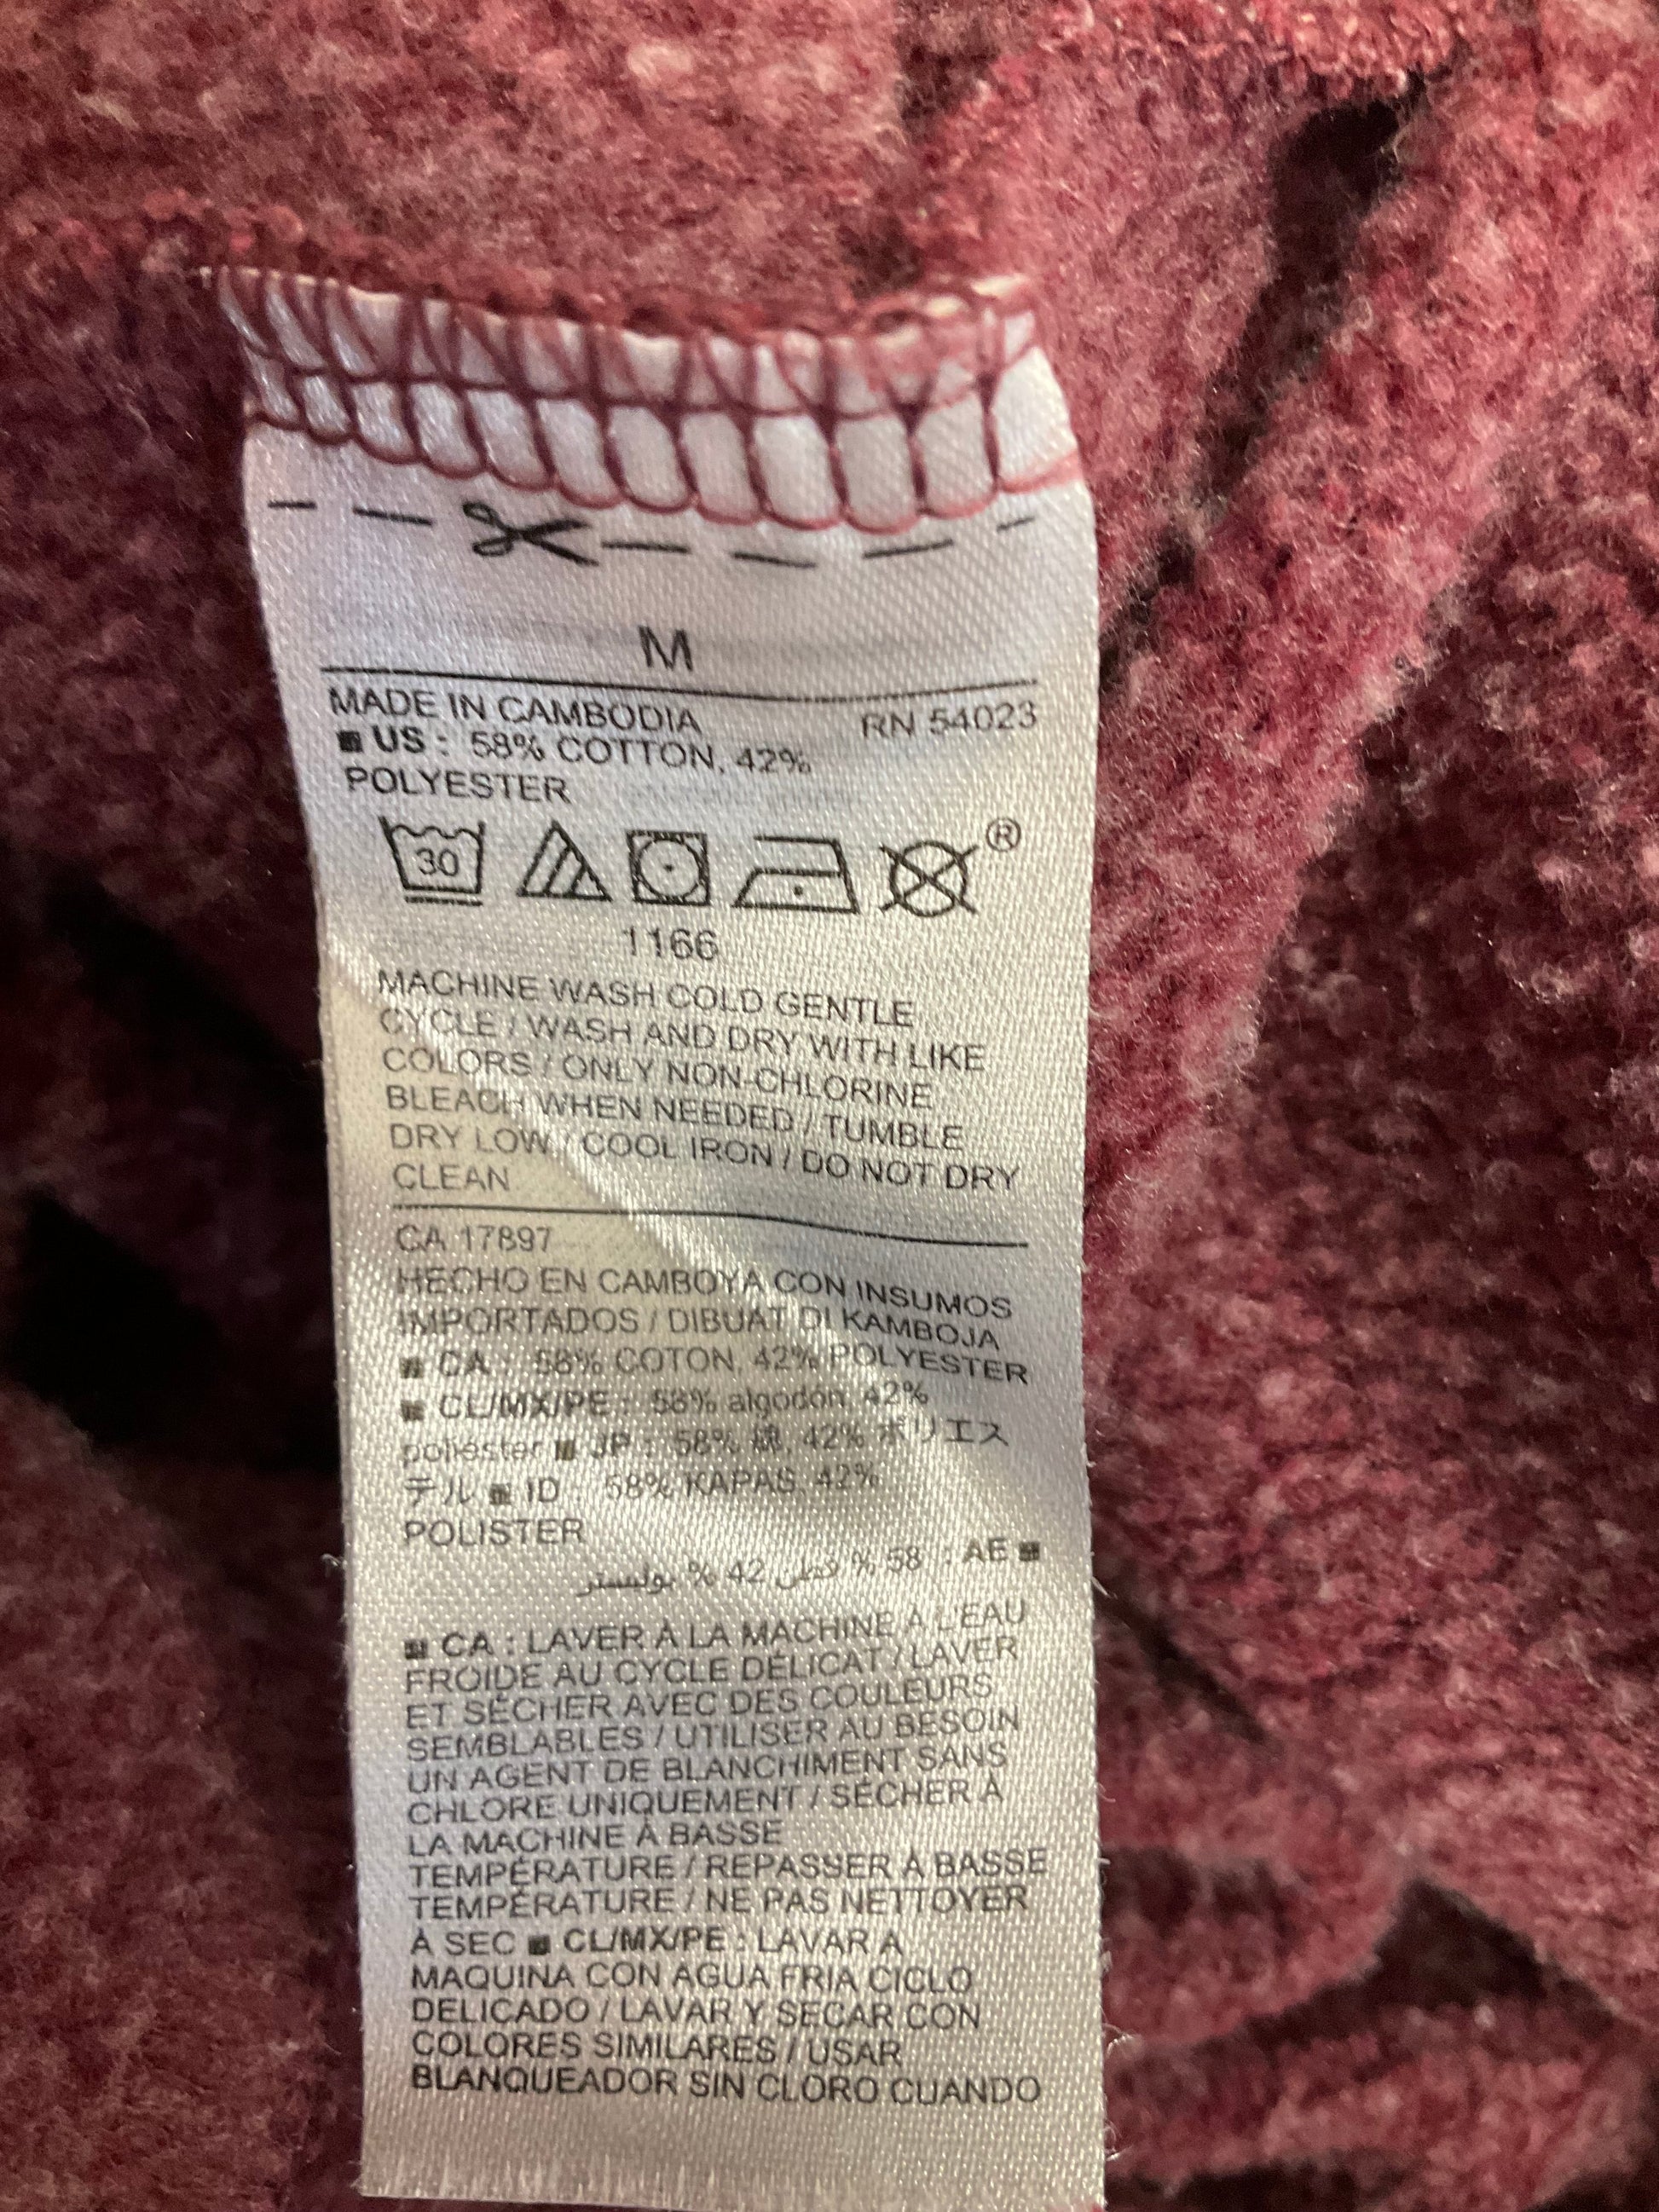 M
MADE IN CAMBODIA RN 54023
■ US : 58% COTTON, 42%
POLYESTER
30 ®
1166
MACHINE WASH COLD GENTLE
CYCLE / WASH AND DRY WITH LIKE
COLORS / ONLY NON-CHLORINE
BLEACH WHEN NEEDED / TUMBLE
DRY LOW / COOL IRON / DO NOT DRY
CLEAN
CA 17897
HECHO EN CAMBOYA CON INSUMOS
IMPORTADOS / DIBUAT DI KAMBOJA
■ CA : 58% COTON, 42% POLYESTER
■ CL/MX/PE : 58% algodón, 42%
poliéster ■ JP : 58% 綿, 42% ポリエス
テル ■ ID : 58% KAPAS, 42%
POLISTER
■ AE : 58 % قطن 42 % بوليستر
■ CA : LAVER À LA MACHINE À L'EAU
FROIDE AU CYCLE DÉLICAT / LAVER
ET SÉCHER AVEC DES COULEURS
SEMBLABLES / UTILISER AU BESOIN
UN AGENT DE BLANCHIMENT SANS
CHLORE UNIQUEMENT / SÉCHER À
LA MACHINE À BASSE
TEMPÉRATURE / REPASSER À BASSE
TEMPÉRATURE / NE PAS NETTOYER
À SEC ■ CL/MX/PE : LAVAR A
MAQUINA CON AGUA FRIA CICLO
DELICADO / LAVAR Y SECAR CON
COLORES SIMILARES / USAR
BLANQUEADOR SIN CLORO CUANDO